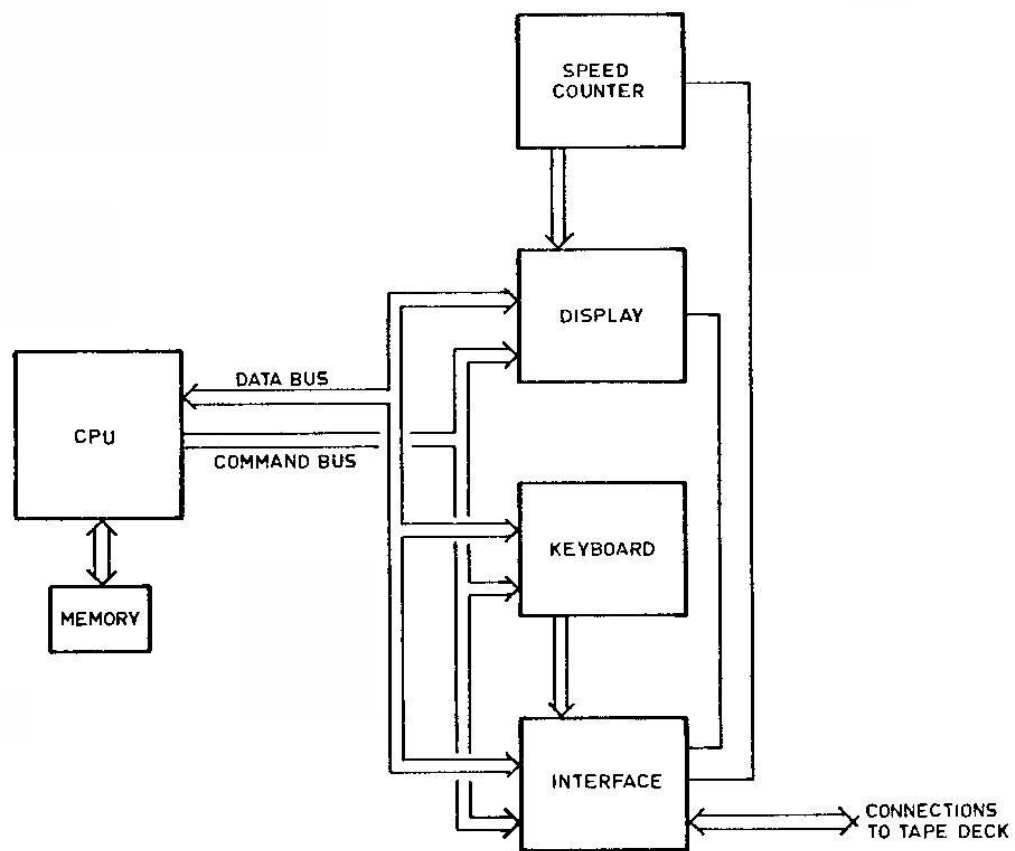 SPEED
COUNTER
DISPLAY
DATA BUS
CPU
COMMAND BUS
KEYBOARD
MEMORY
INTERFACE
CONNECTIONS
TO TAPE DECK